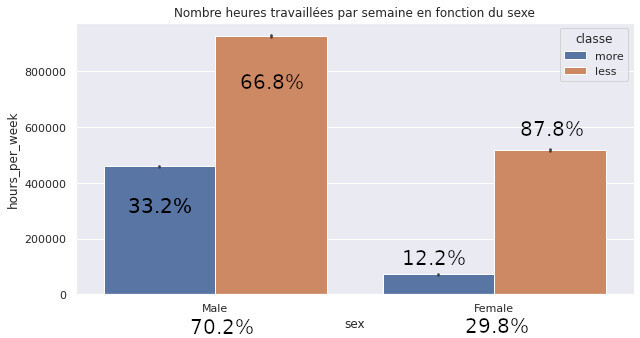 Nombre heures travaillées par semaine en fonction du sexe
classe
more
less
800000
600000
400000
200000
0
hours_per_week
66.8%
87.8%
33.2%
12.2%
Male
Female
70.2%
sex
29.8%